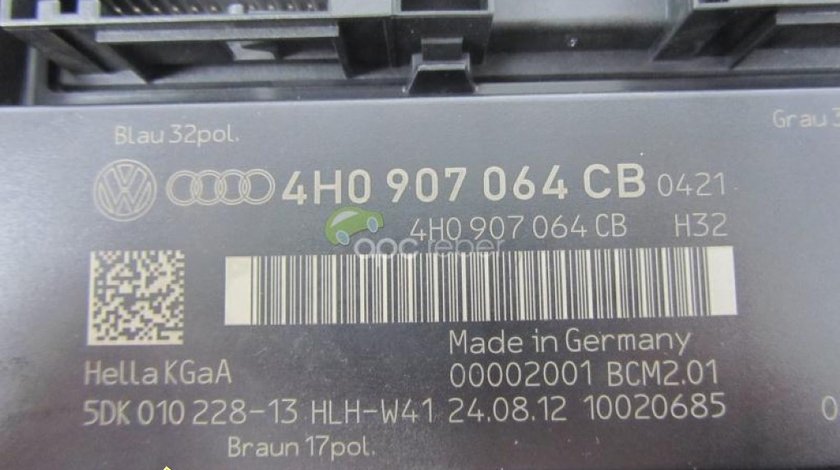 Blau 32pol.
Grau 3
4H0 907 064 CB 0421
4H0 907 064 CB H32
Made in Germany
Hella KGaA
00002001 BCM2.01
5DK 010 228-13 HLH-W41 24.08.12 10020685
0
Braun 17pol.